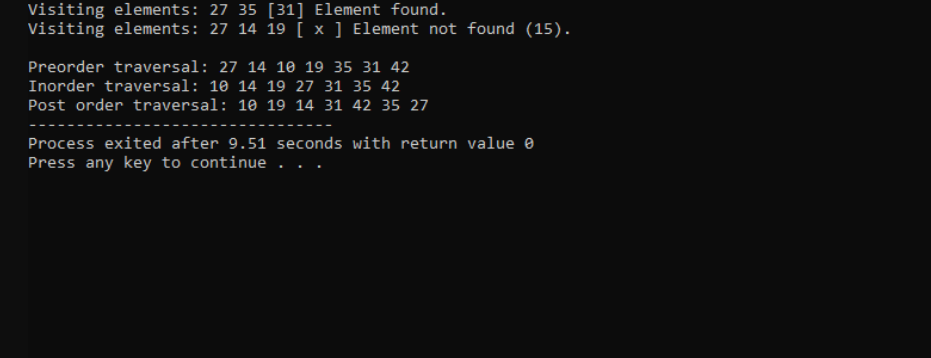 Visiting elements: 27 35 [31] Element found.
Visiting elements: 27 14 19 [ x ] Element not found (15).
Preorder traversal: 27 14 10 19 35 31 42
Inorder traversal: 10 14 19 27 31 35 42
Post order traversal: 10 19 14 31 42 35 27
--------------------------------
Process exited after 9.51 seconds with return value 0
Press any key to continue . . .